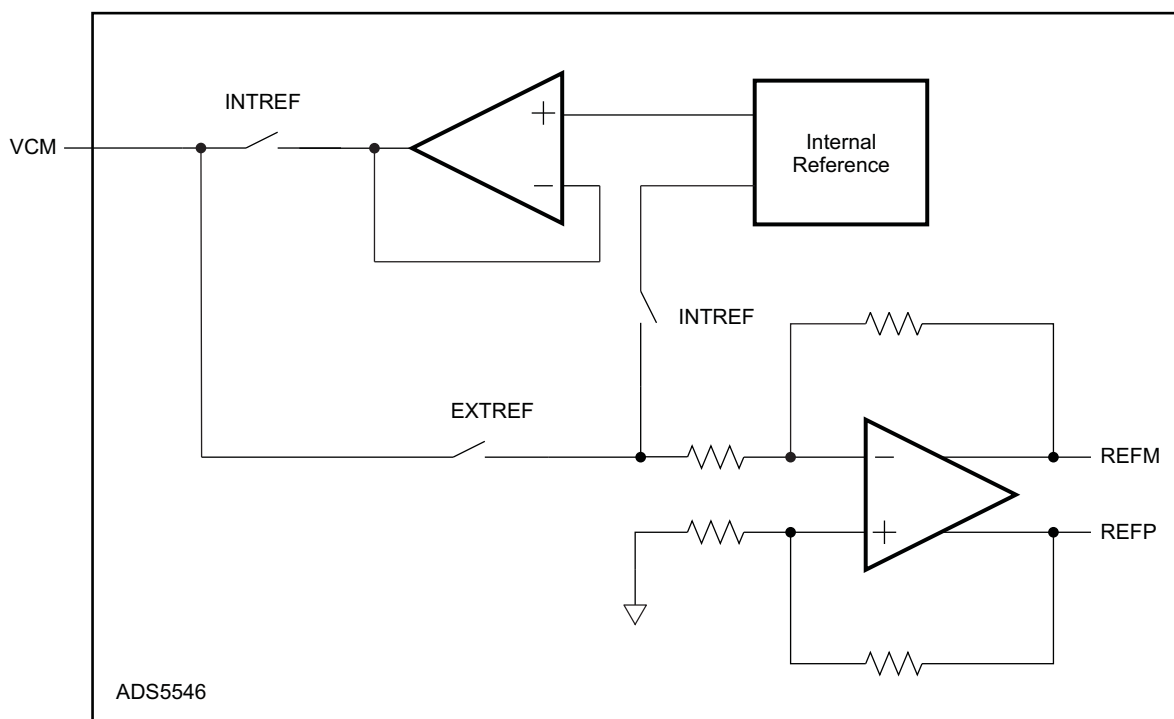 INTREF
VCM
Internal
Reference
INTREF
EXTREF
REFM
REFP
ADS5546